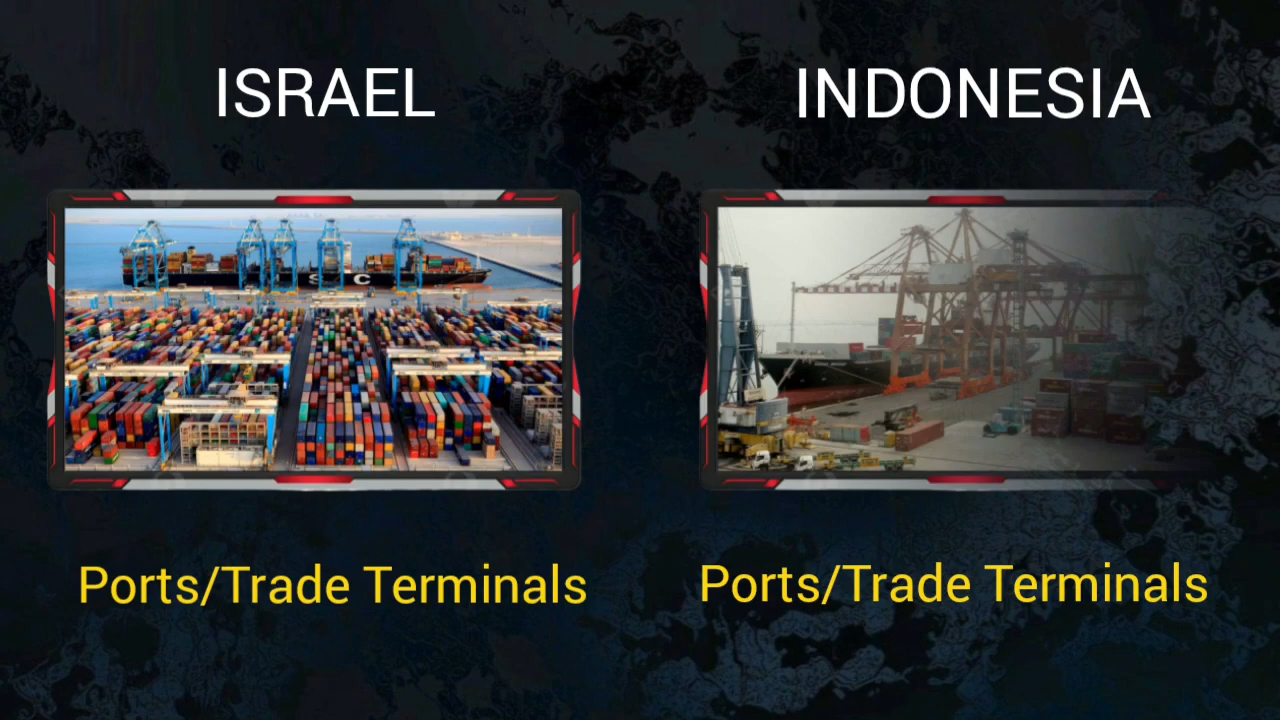 ISRAEL
INDONESIA
S C
Ports/Trade Terminals
Ports/Trade Terminals